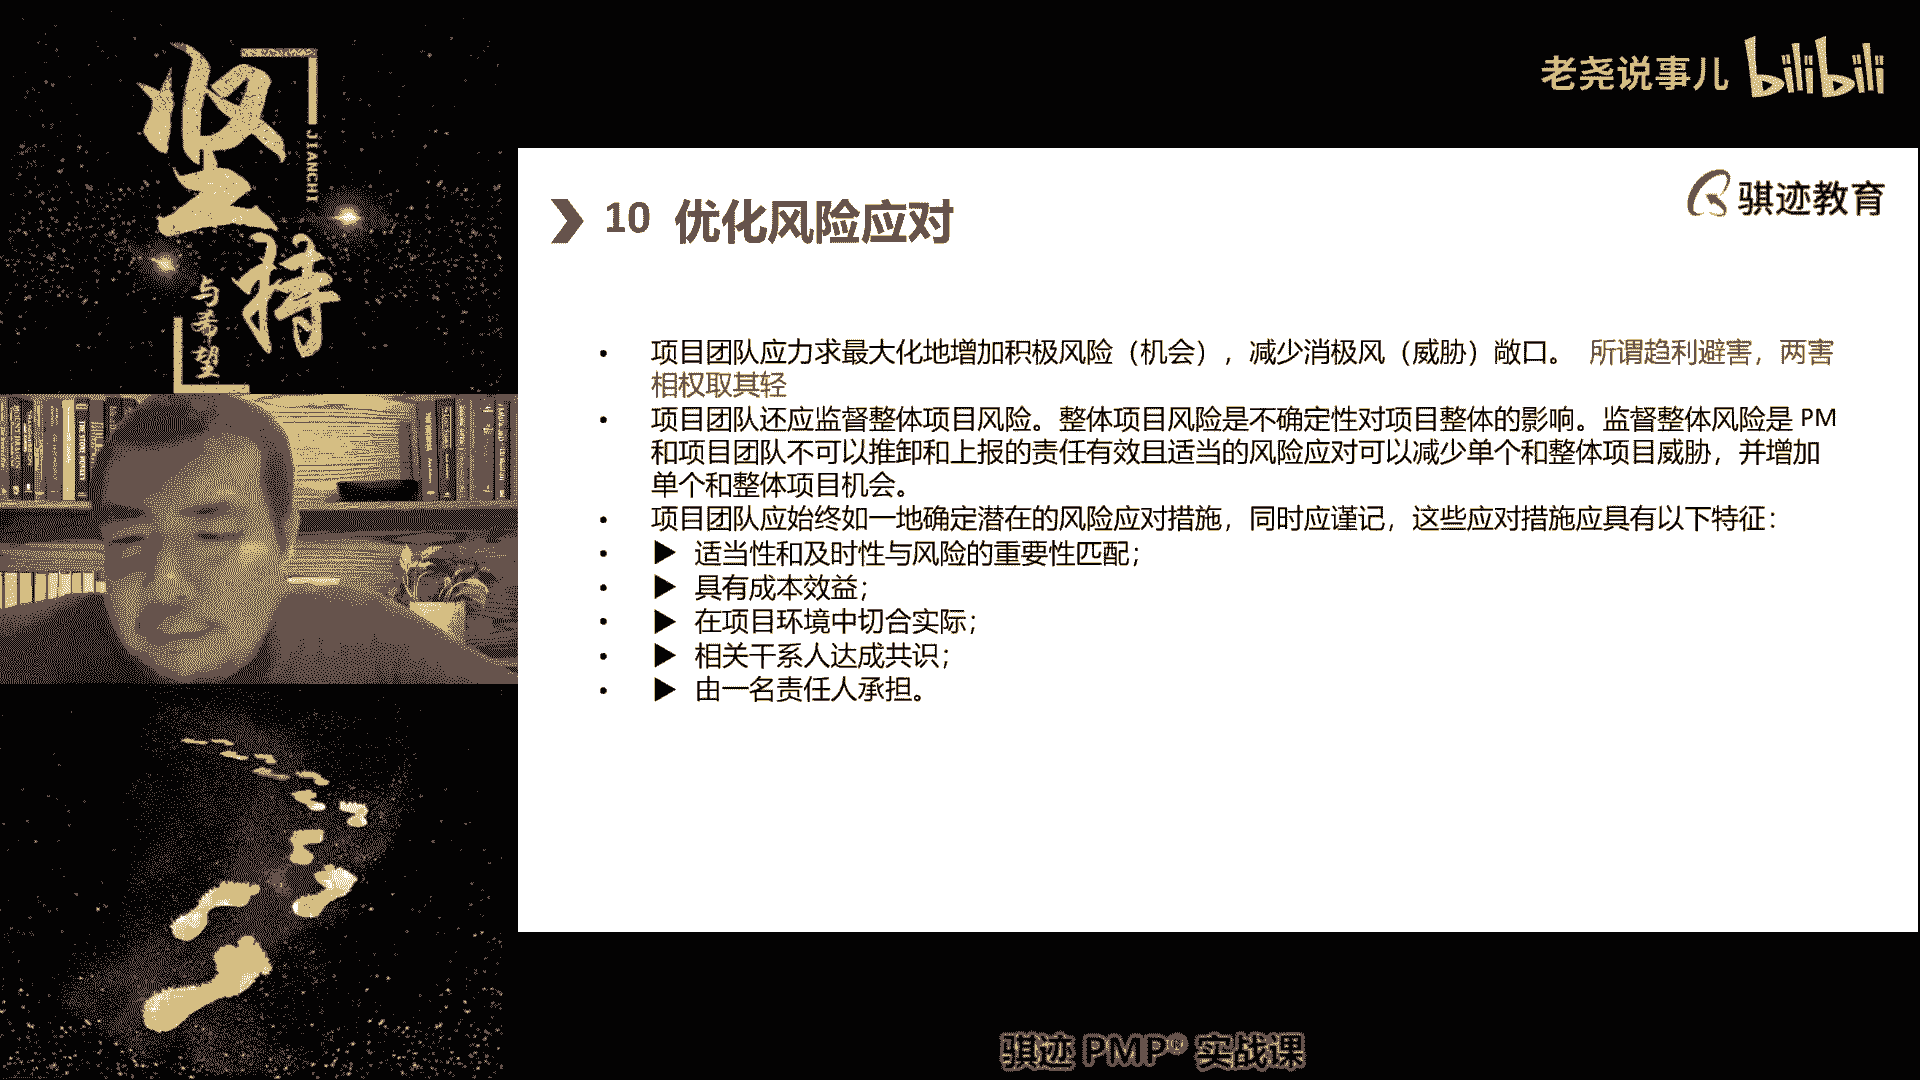 坚持
JIANCHI
与希望
老尧说事儿 bilibili
骐迹教育
10 优化风险应对
• 项目团队应力求最大化地增加积极风险（机会），减少消极风（威胁）敞口。 所谓趋利避害，两害
相权取其轻
• 项目团队还应监督整体项目风险。整体项目风险是不确定性对项目整体的影响。监督整体风险是 PM
和项目团队不可以推卸和上报的责任有效且适当的风险应对可以减少单个和整体项目威胁，并增加
单个和整体项目机会。
• 项目团队应始终如一地确定潜在的风险应对措施，同时应谨记，这些应对措施应具有以下特征：
• ▶ 适当性和及时性与风险的重要性匹配；
• ▶ 具有成本效益；
• ▶ 在项目环境中切合实际；
• ▶ 相关干系人达成共识；
• ▶ 由一名责任人承担。
骐迹 PMP® 实战课